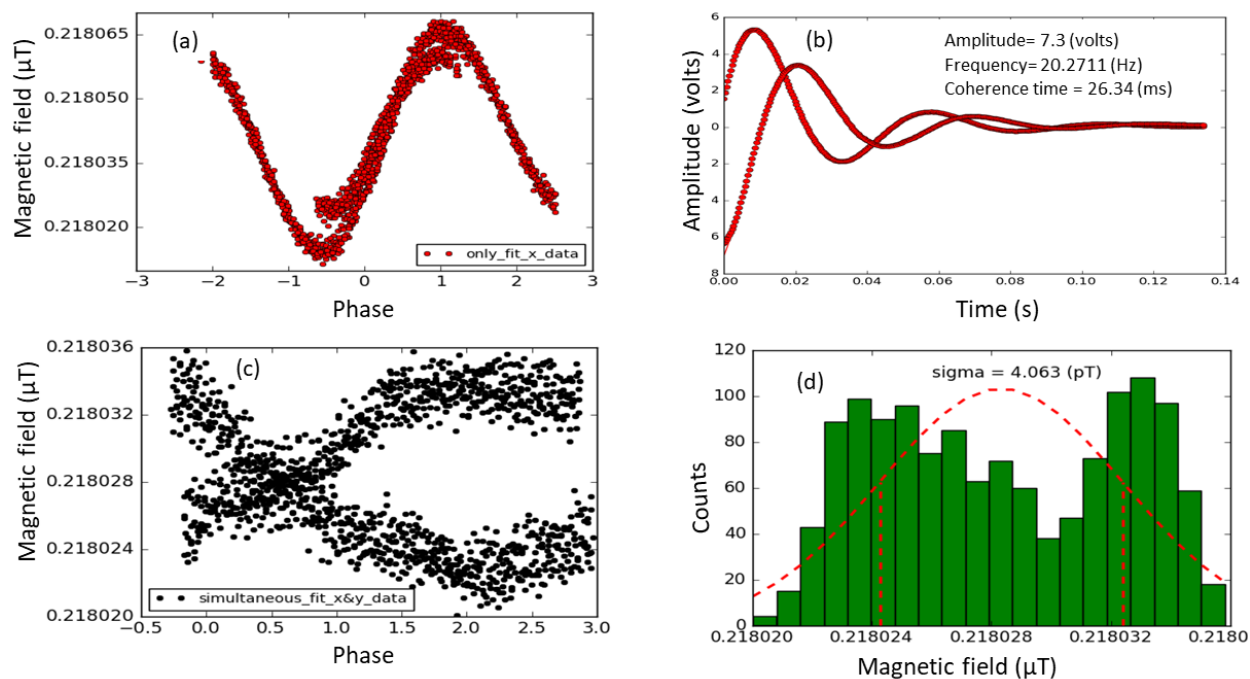 (a)
Magnetic field (μT)
0.218065
0.218050
0.218035
0.218020
only_fit_x_data
−3 −2 −1 0 1 2 3
Phase
(b)
Amplitude= 7.3 (volts)
Frequency= 20.2711 (Hz)
Coherence time = 26.34 (ms)
Amplitude (volts)
6
4
2
0
2
4
6
8
0.00 0.02 0.04 0.06 0.08 0.10 0.12 0.14
Time (s)
(c)
Magnetic field (μT)
0.218036
0.218032
0.218028
0.218024
0.218020
simultaneous_fit_x&y_data
−0.5 0.0 0.5 1.0 1.5 2.0 2.5 3.0
Phase
(d)
sigma = 4.063 (pT)
Counts
120
100
80
60
40
20
0
0.218020 0.218024 0.218028 0.218032 0.2180
Magnetic field (μT)